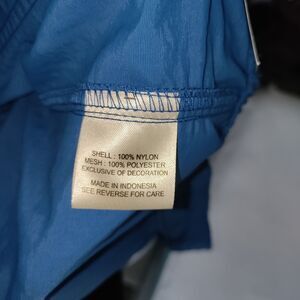 SHELL : 100% NYLON
MESH : 100% POLYESTER
EXCLUSIVE OF DECORATION
MADE IN INDONESIA
SEE REVERSE FOR CARE